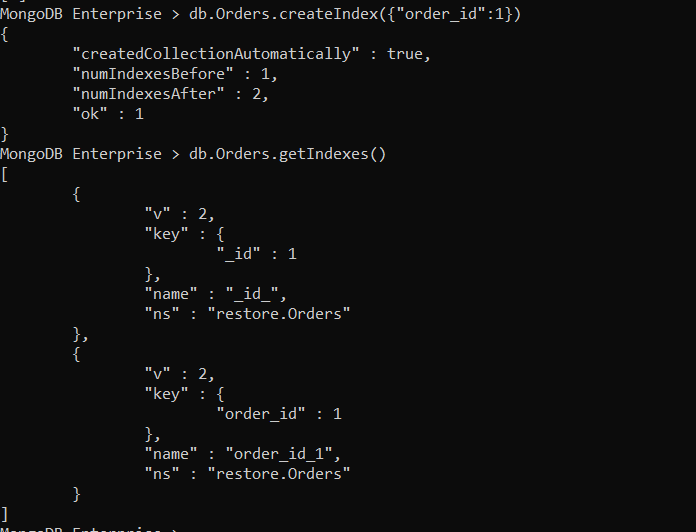 MongoDB Enterprise > db.Orders.createIndex({"order_id":1})
{
        "createdCollectionAutomatically" : true,
        "numIndexesBefore" : 1,
        "numIndexesAfter" : 2,
        "ok" : 1
}
MongoDB Enterprise > db.Orders.getIndexes()
[
        {
                "v" : 2,
                "key" : {
                        "_id" : 1
                },
                "name" : "_id_",
                "ns" : "restore.Orders"
        },
        {
                "v" : 2,
                "key" : {
                        "order_id" : 1
                },
                "name" : "order_id_1",
                "ns" : "restore.Orders"
        }
]
MongoDB Enterprise >